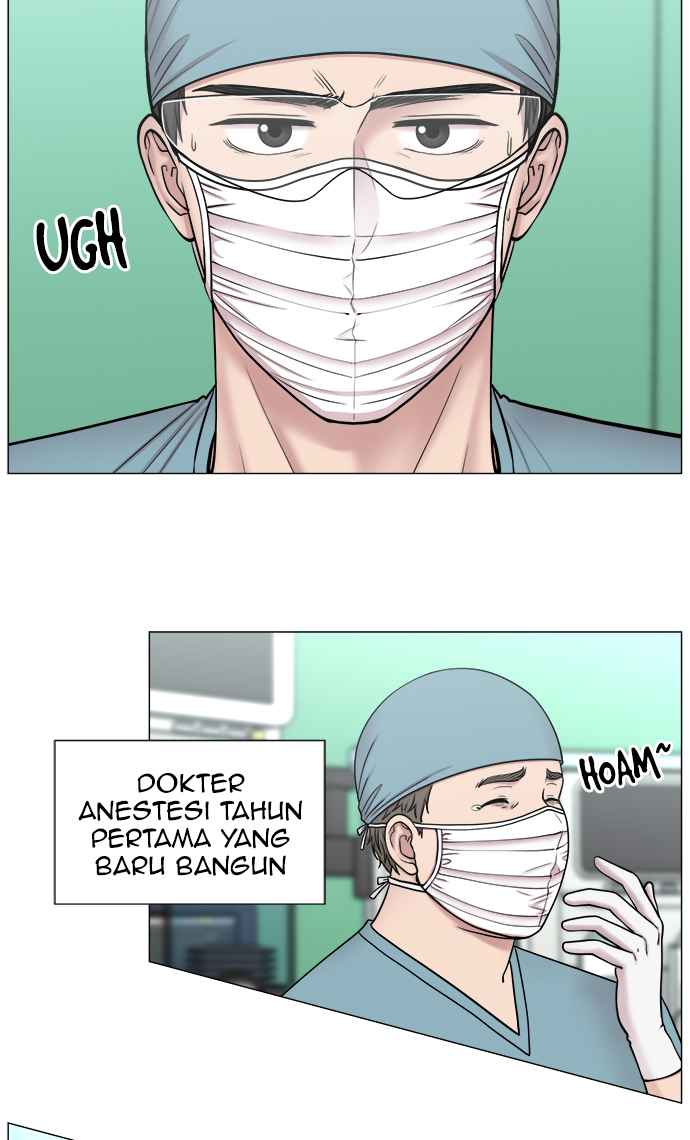 UGH
HOAM~
DOKTER
ANESTESI TAHUN
PERTAMA YANG
BARU BANGUN